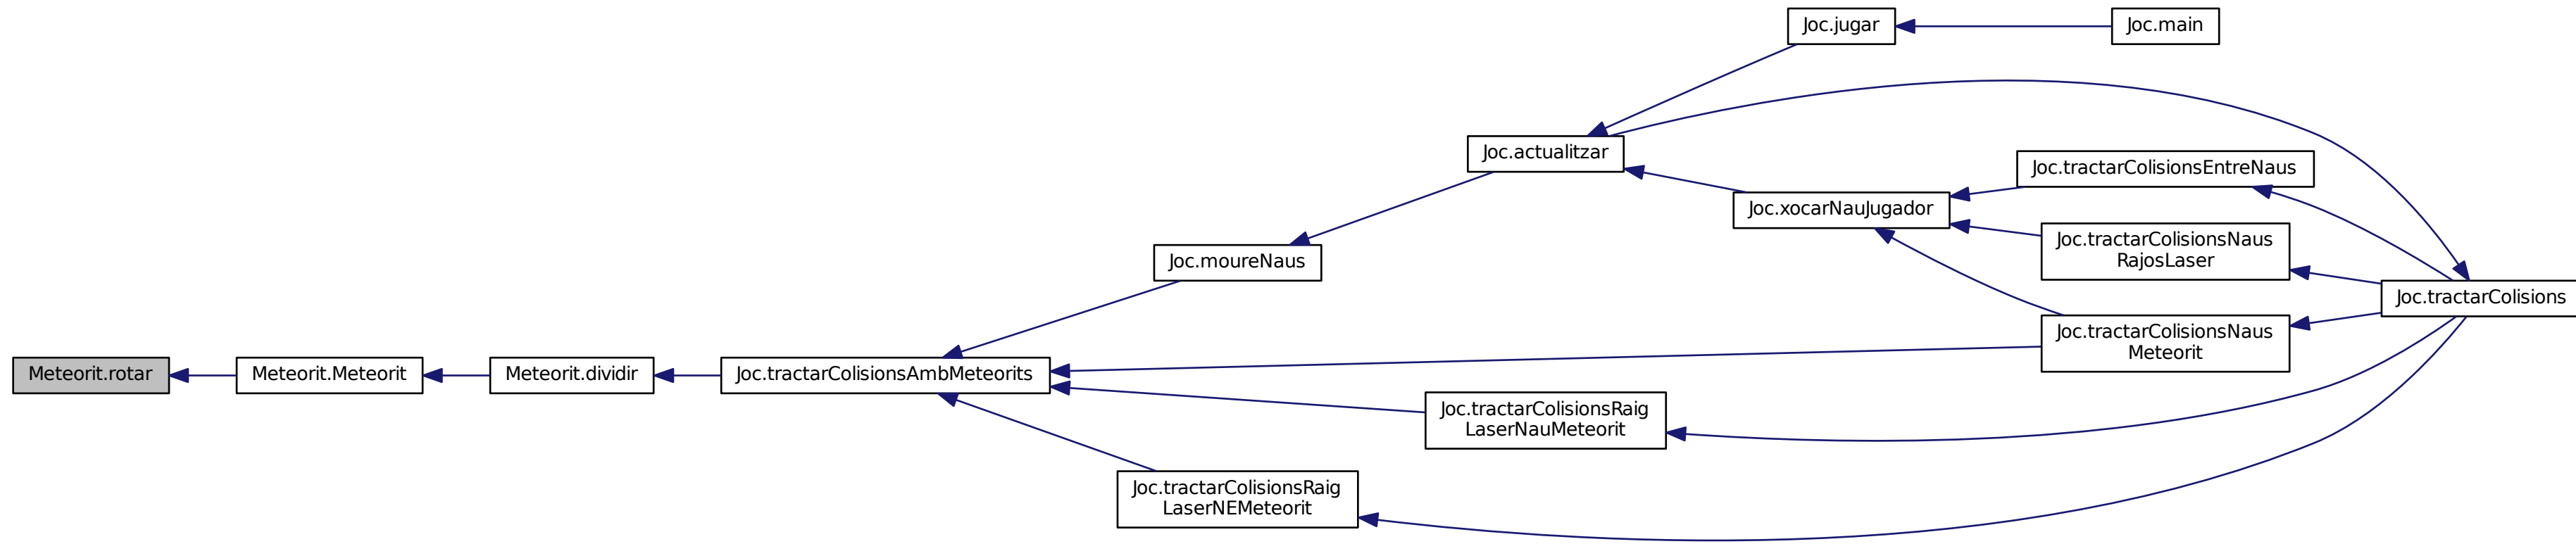 Joc.jugar
Joc.main
Joc.actualitzar
Joc.tractarColisionsEntreNaus
Joc.xocarNauJugador
Joc.tractarColisionsNaus
RajosLaser
Joc.moureNaus
Joc.tractarColisions
Joc.tractarColisionsNaus
Meteorit
Meteorit.rotar
Meteorit.Meteorit
Meteorit.dividir
Joc.tractarColisionsAmbMeteorits
Joc.tractarColisionsRaig
LaserNauMeteorit
Joc.tractarColisionsRaig
LaserNEMeteorit